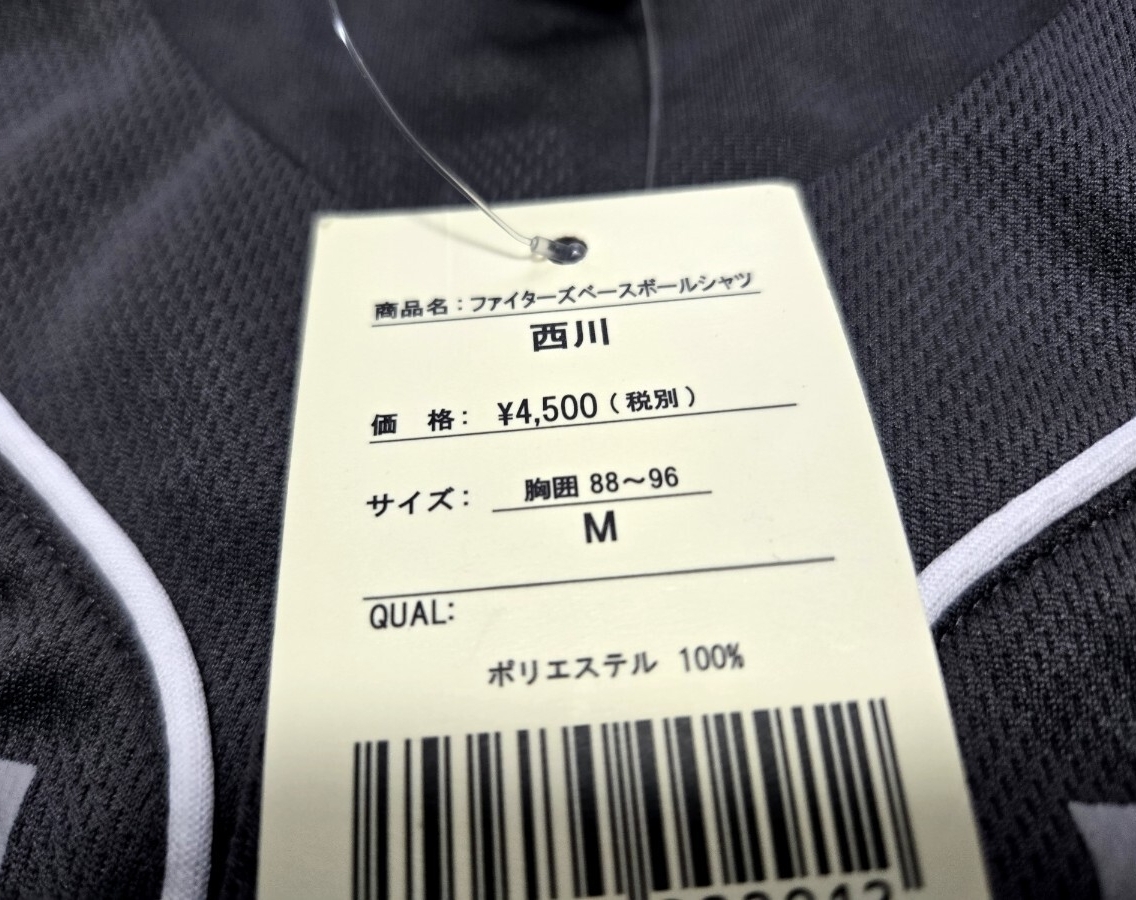 商品名：ファイターズベースボールシャツ
西川
価　格： ¥4,500（税別）
サイズ： 胸囲 88～96
M
QUAL:
ポリエステル 100%